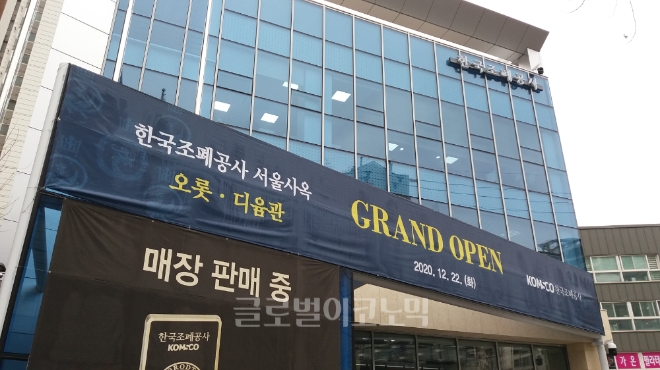 한국조폐공사
한국조폐공사 서울사옥
오롯·디윰관
GRAND OPEN
2020. 12. 22. (화)
KOMSCO 한국조폐공사
매장 판매 중
한국조폐공사
KOMSCO
글로벌이코노믹
가온